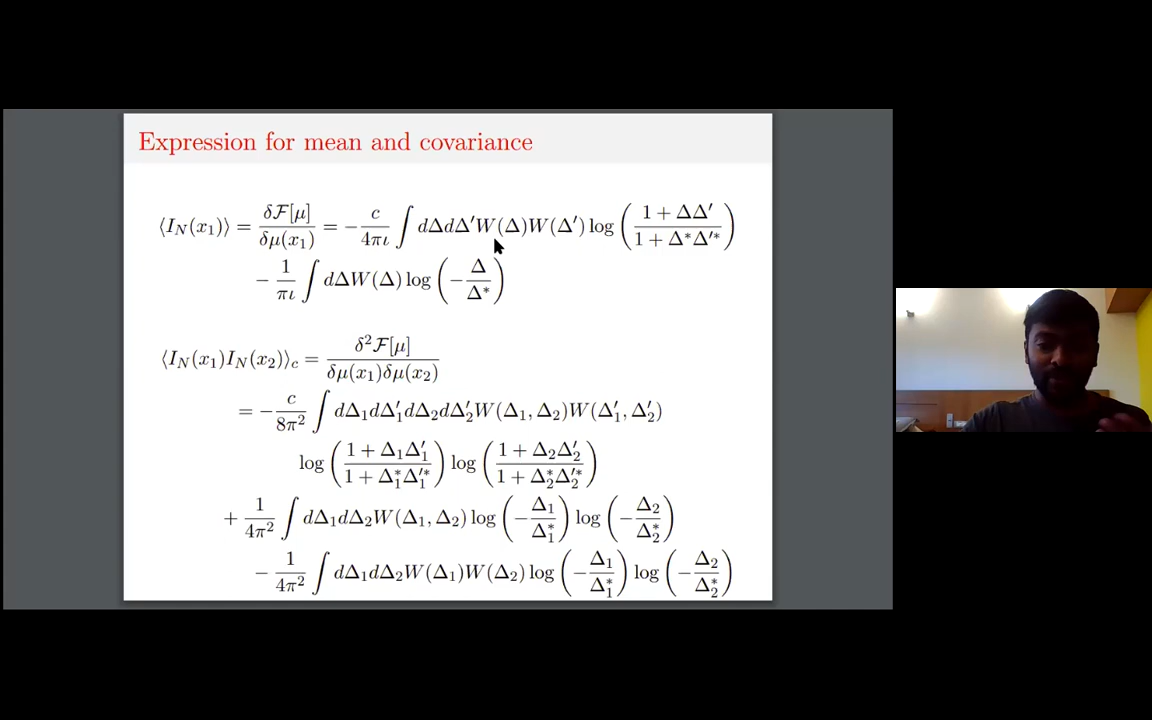 Expression for mean and covariance
⟨I_N(x_1)⟩ = δF[μ] / δμ(x_1) = − c / 4πι ∫ dΔdΔ′W(Δ)W(Δ′) log ( 1 + ΔΔ′ / 1 + Δ*Δ′* )
− 1 / πι ∫ dΔW(Δ) log ( − Δ / Δ* )
⟨I_N(x_1)I_N(x_2)⟩_c = δ²F[μ] / δμ(x_1)δμ(x_2)
= − c / 8π² ∫ dΔ_1dΔ′_1dΔ_2dΔ′_2W(Δ_1, Δ_2)W(Δ′_1, Δ′_2)
log ( 1 + Δ_1Δ′_1 / 1 + Δ*_1Δ′*_1 ) log ( 1 + Δ_2Δ′_2 / 1 + Δ*_2Δ′*_2 )
+ 1 / 4π² ∫ dΔ_1dΔ_2W(Δ_1, Δ_2) log ( − Δ_1 / Δ*_1 ) log ( − Δ_2 / Δ*_2 )
− 1 / 4π² ∫ dΔ_1dΔ_2W(Δ_1)W(Δ_2) log ( − Δ_1 / Δ*_1 ) log ( − Δ_2 / Δ*_2 )